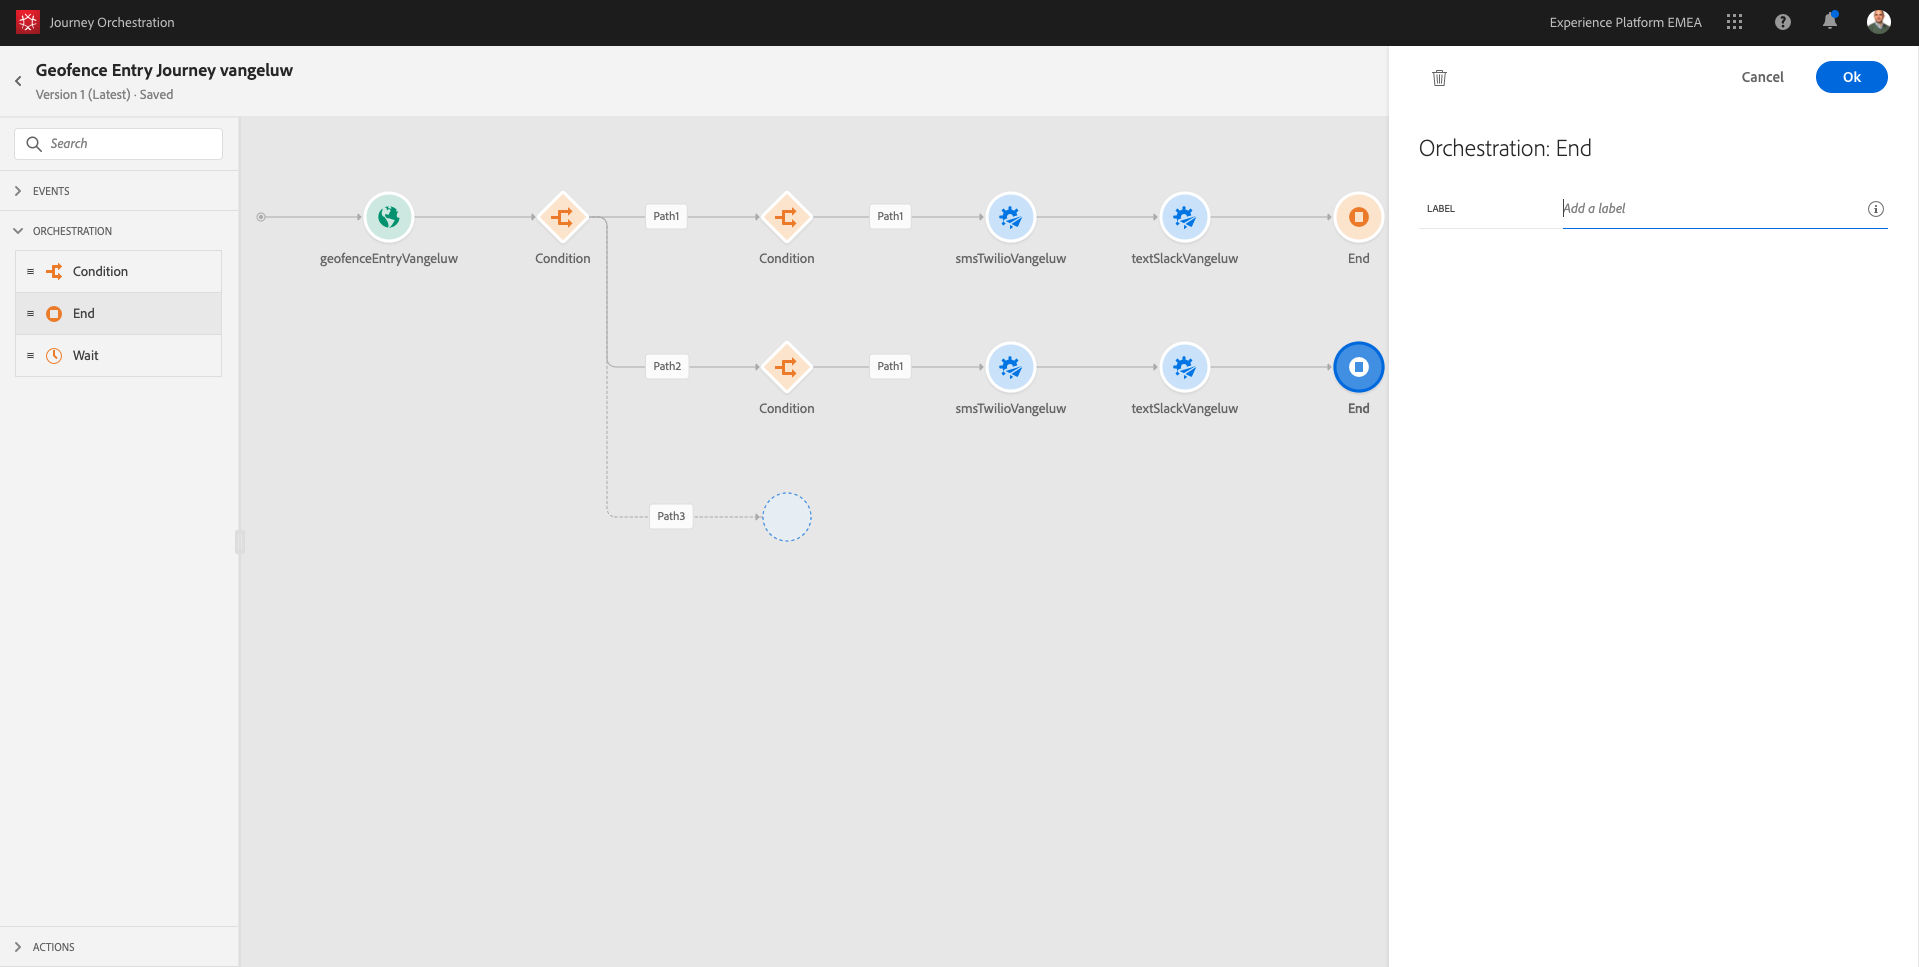 Journey Orchestration
Experience Platform EMEA
Geofence Entry Journey vangeluw
Version 1 (Latest) · Saved
Cancel
Ok
Search
EVENTS
ORCHESTRATION
Condition
End
Wait
ACTIONS
Path1
Path1
geofenceEntryVangeluw
Condition
Condition
smsTwilioVangeluw
textSlackVangeluw
End
Path2
Path1
Condition
smsTwilioVangeluw
textSlackVangeluw
End
Path3
Orchestration: End
LABEL
Add a label